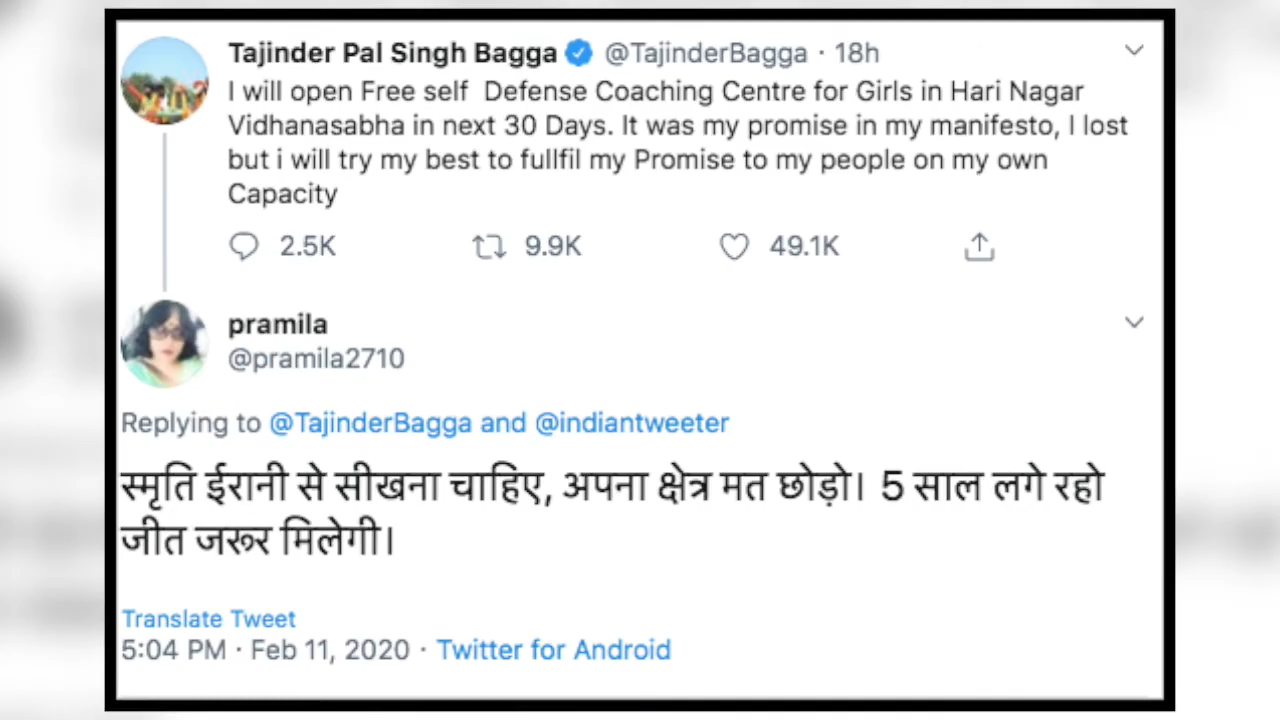 Tajinder Pal Singh Bagga @TajinderBagga · 18h
I will open Free self  Defense Coaching Centre for Girls in Hari Nagar
Vidhanasabha in next 30 Days. It was my promise in my manifesto, I lost
but i will try my best to fullfil my Promise to my people on my own
Capacity
2.5K 9.9K 49.1K
pramila
@pramila2710
Replying to @TajinderBagga and @indiantweeter
स्मृति ईरानी से सीखना चाहिए, अपना क्षेत्र मत छोड़ो। 5 साल लगे रहो
जीत जरूर मिलेगी।
Translate Tweet
5:04 PM · Feb 11, 2020 · Twitter for Android